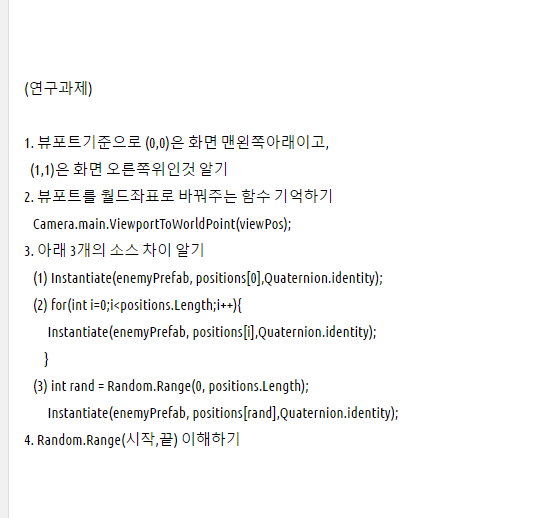 (연구과제)
1. 뷰포트기준으로 (0,0)은 화면 맨왼쪽아래이고,
(1,1)은 화면 오른쪽위인것 알기
2. 뷰포트를 월드좌표로 바꿔주는 함수 기억하기
Camera.main.ViewportToWorldPoint(viewPos);
3. 아래 3개의 소스 차이 알기
(1) Instantiate(enemyPrefab, positions[0],Quaternion.identity);
(2) for(int i=0;i<positions.Length;i++){
Instantiate(enemyPrefab, positions[i],Quaternion.identity);
}
(3) int rand = Random.Range(0, positions.Length);
Instantiate(enemyPrefab, positions[rand],Quaternion.identity);
4. Random.Range(시작,끝) 이해하기